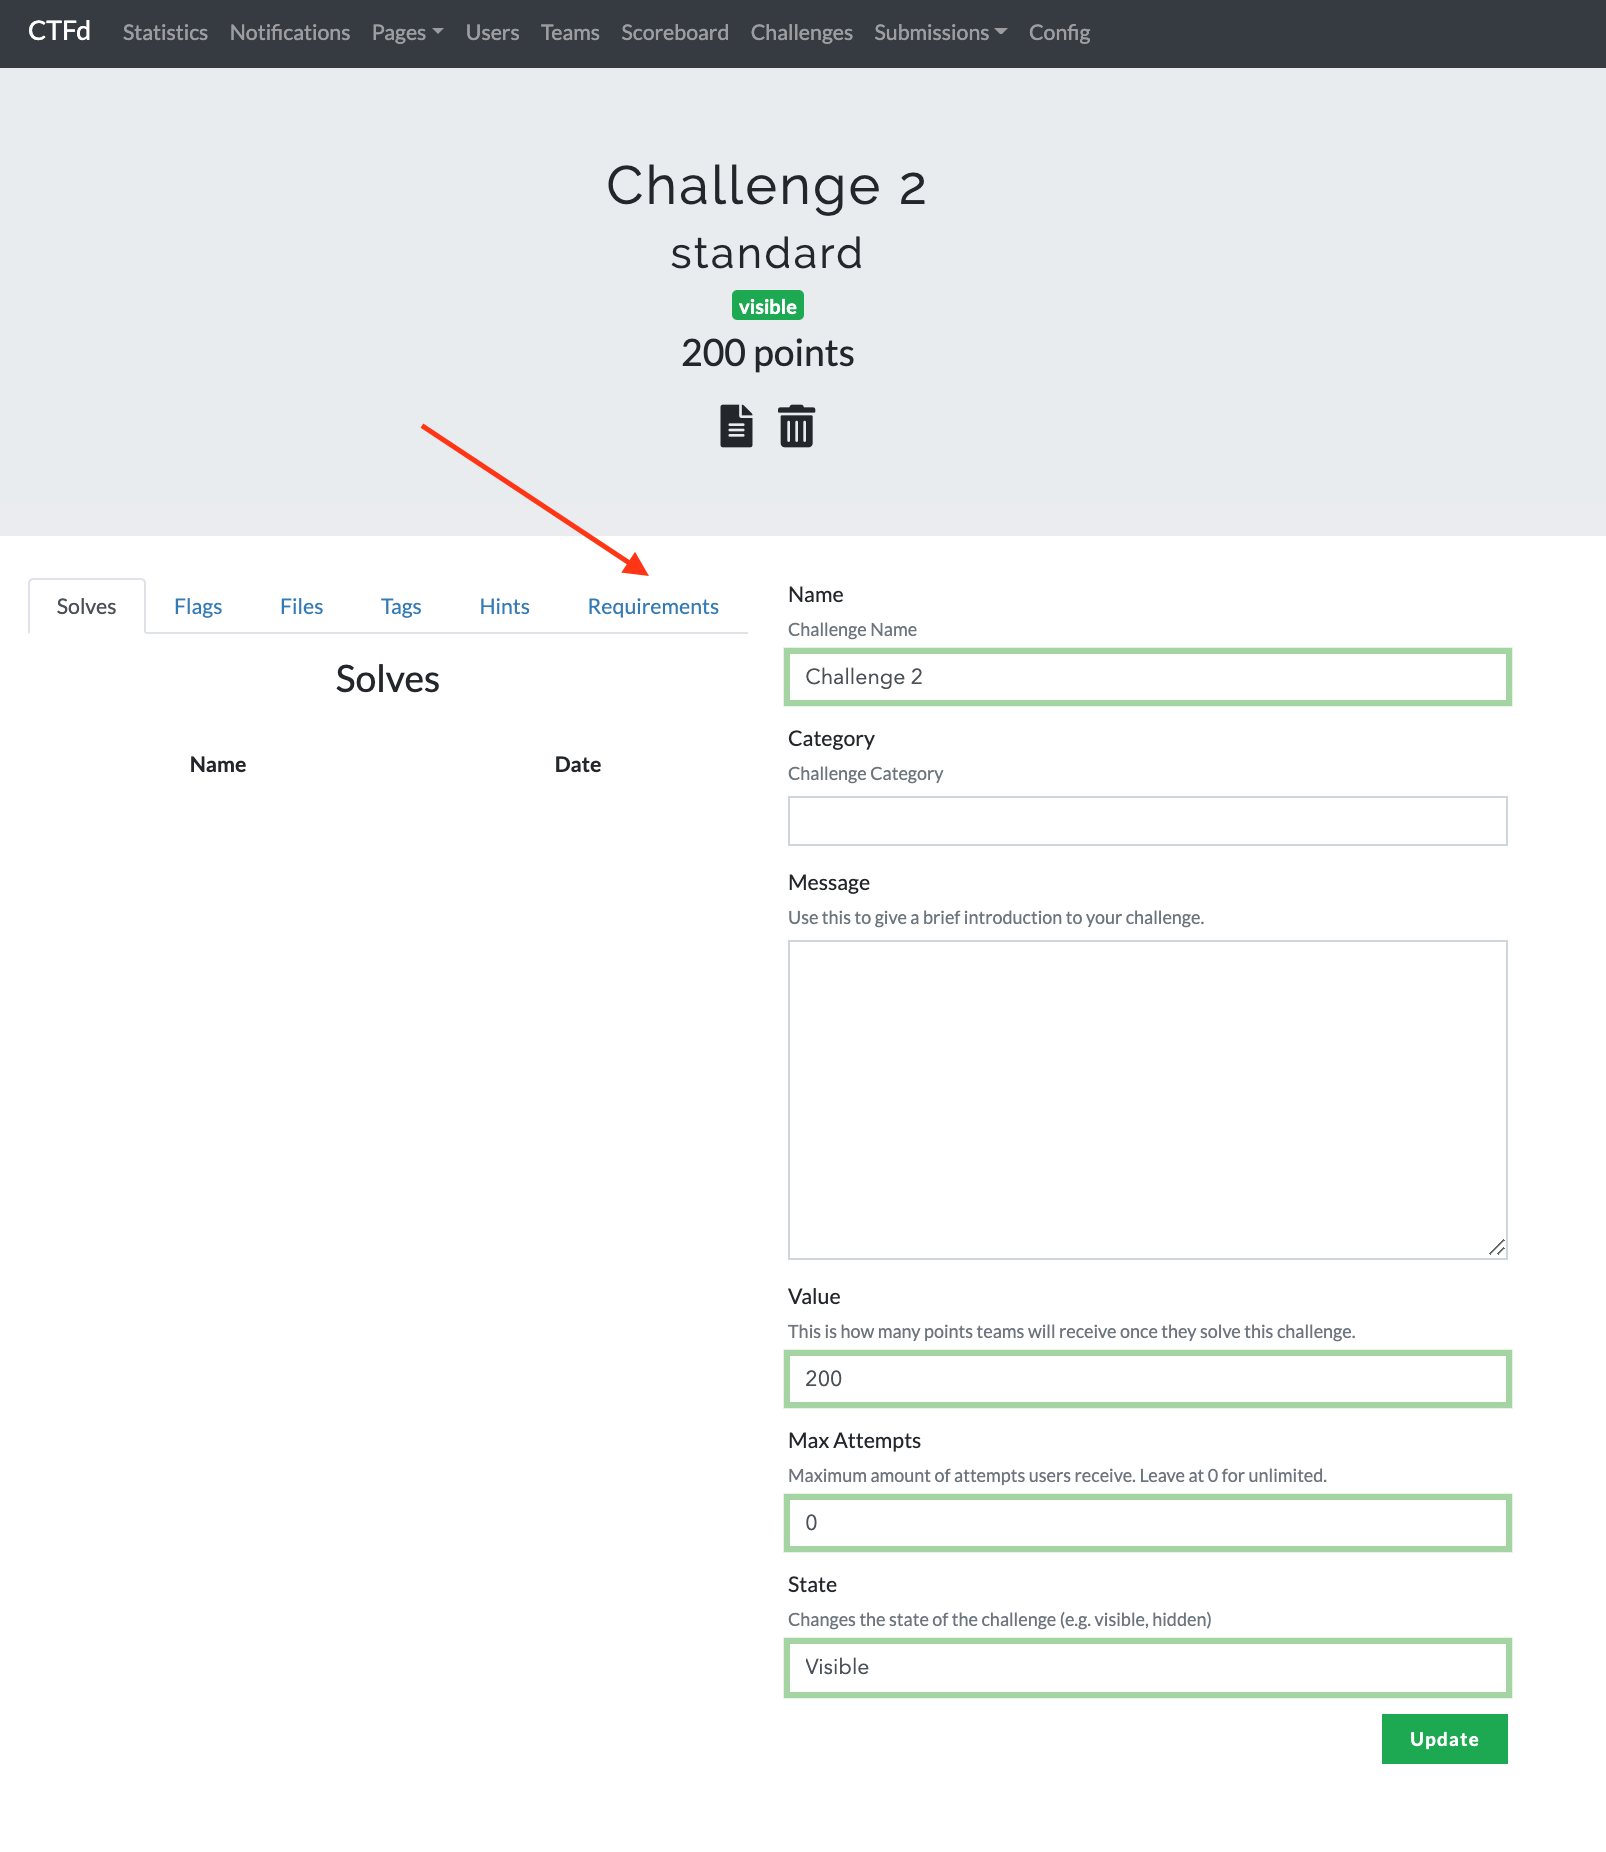 CTFd Statistics Notifications Pages Users Teams Scoreboard Challenges Submissions Config
Challenge 2
standard
visible
200 points
Solves Flags Files Tags Hints Requirements
Solves
Name Date
Name
Challenge Name
Challenge 2
Category
Challenge Category
Message
Use this to give a brief introduction to your challenge.
Value
This is how many points teams will receive once they solve this challenge.
200
Max Attempts
Maximum amount of attempts users receive. Leave at 0 for unlimited.
0
State
Changes the state of the challenge (e.g. visible, hidden)
Visible
Update